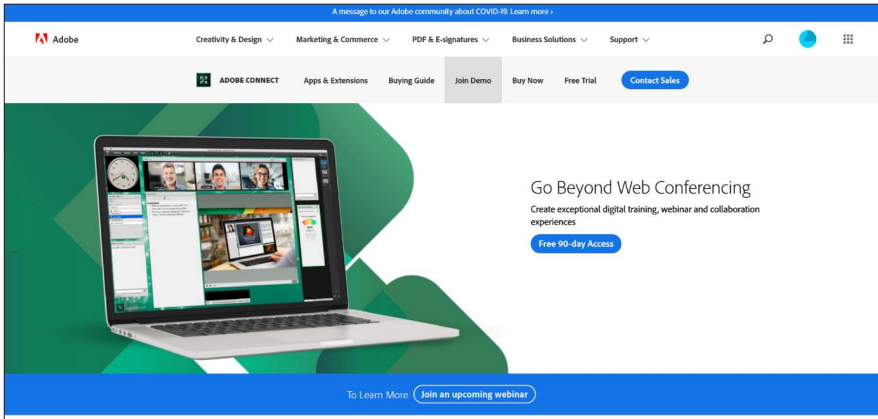 A message to our Adobe community about COVID-19. Learn more ›
Adobe
Creativity & Design
Marketing & Commerce
PDF & E-signatures
Business Solutions
Support
ADOBE CONNECT
Apps & Extensions
Buying Guide
Join Demo
Buy Now
Free Trial
Contact Sales
Go Beyond Web Conferencing
Create exceptional digital training, webinar and collaboration
experiences
Free 90-day Access
To Learn More
Join an upcoming webinar